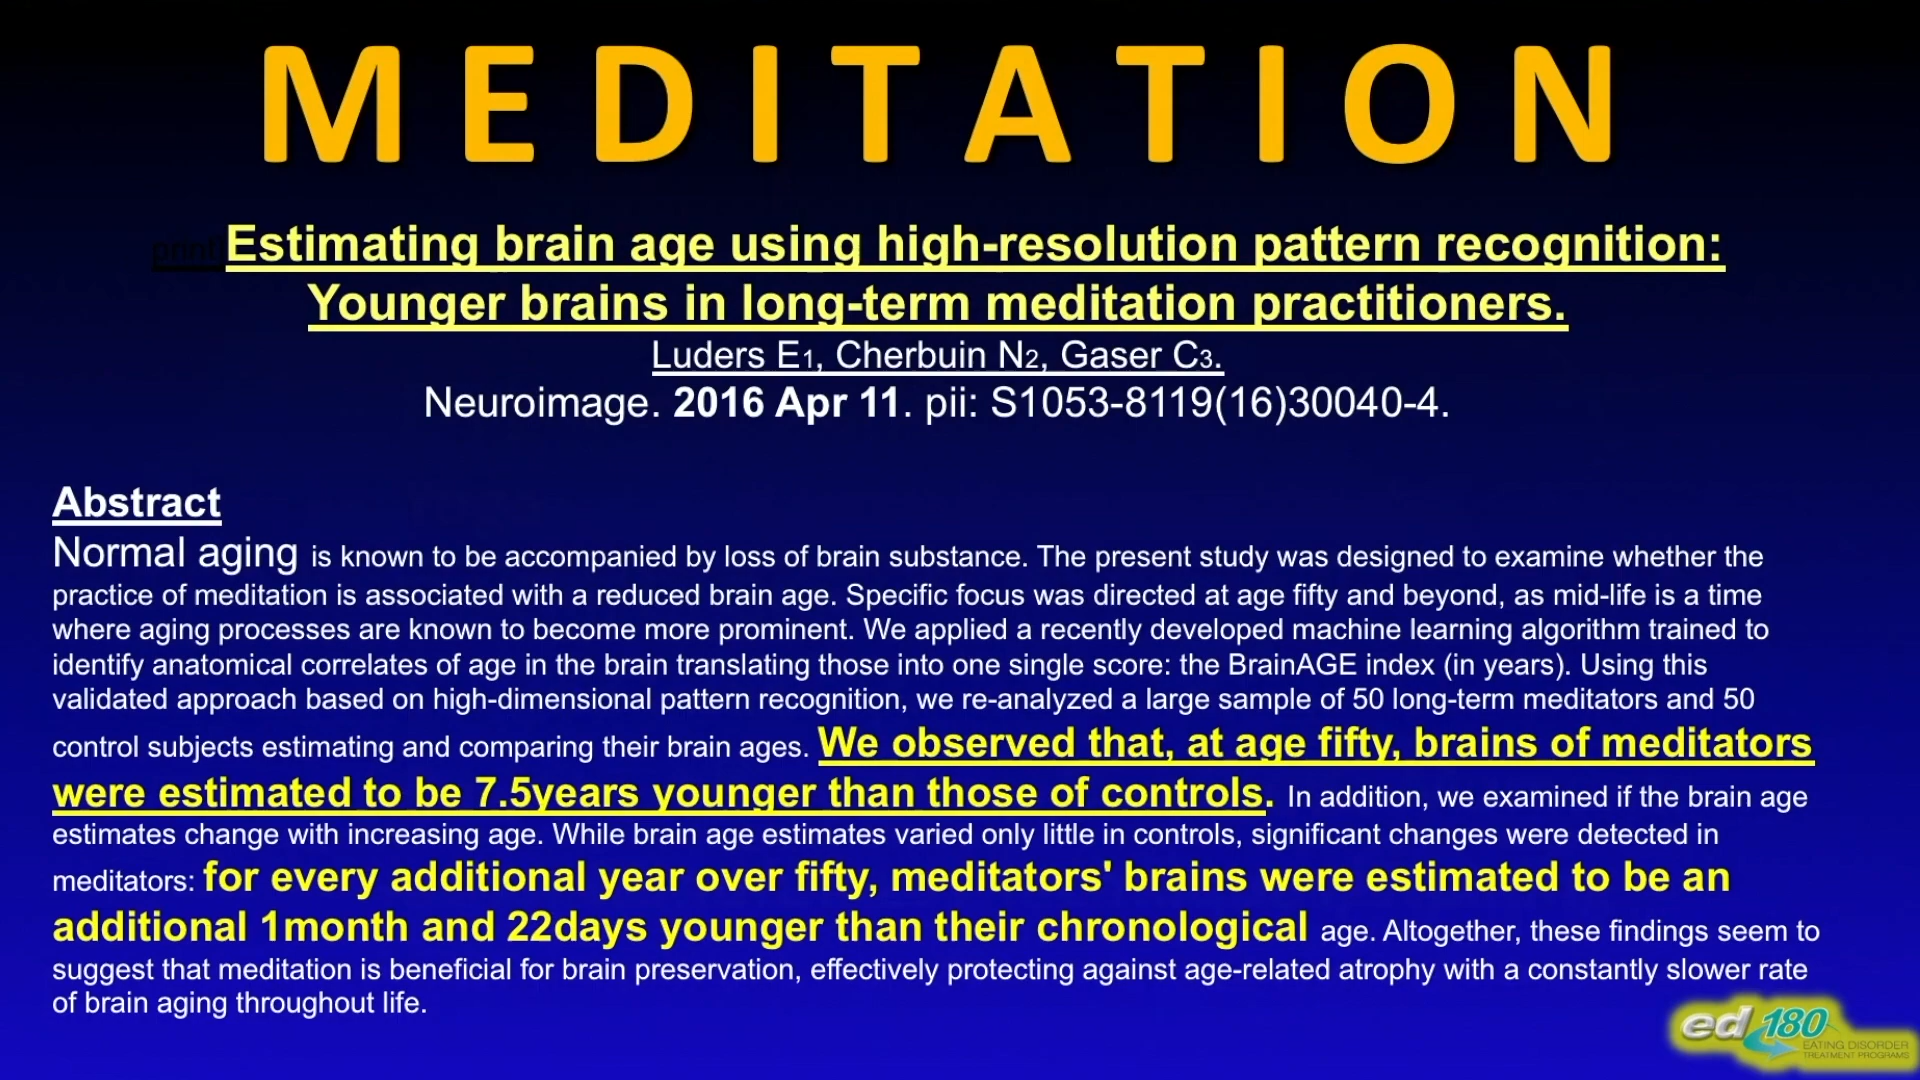 MEDITATION
Estimating brain age using high-resolution pattern recognition:
Younger brains in long-term meditation practitioners.
Luders E1, Cherbuin N2, Gaser C3.
Neuroimage. 2016 Apr 11. pii: S1053-8119(16)30040-4.
Abstract
Normal aging is known to be accompanied by loss of brain substance. The present study was designed to examine whether the
practice of meditation is associated with a reduced brain age. Specific focus was directed at age fifty and beyond, as mid-life is a time
where aging processes are known to become more prominent. We applied a recently developed machine learning algorithm trained to
identify anatomical correlates of age in the brain translating those into one single score: the BrainAGE index (in years). Using this
validated approach based on high-dimensional pattern recognition, we re-analyzed a large sample of 50 long-term meditators and 50
control subjects estimating and comparing their brain ages. We observed that, at age fifty, brains of meditators
were estimated to be 7.5years younger than those of controls. In addition, we examined if the brain age
estimates change with increasing age. While brain age estimates varied only little in controls, significant changes were detected in
meditators: for every additional year over fifty, meditators' brains were estimated to be an
additional 1month and 22days younger than their chronological age. Altogether, these findings seem to
suggest that meditation is beneficial for brain preservation, effectively protecting against age-related atrophy with a constantly slower rate
of brain aging throughout life.
ed 180
EATING DISORDER
TREATMENT PROGRAMS